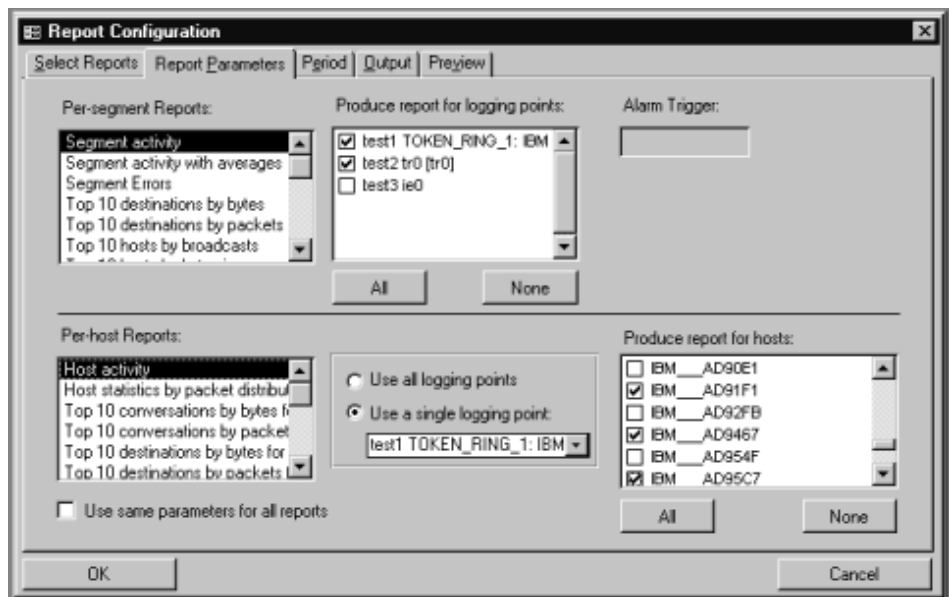 Report Configuration
Select Reports
Report Parameters
Period
Output
Preview
Per-segment Reports:
Segment activity
Segment activity with averages
Segment Errors
Top 10 destinations by bytes
Top 10 destinations by packets
Top 10 hosts by broadcasts
Produce report for logging points:
test1 TOKEN_RING_1: IBM
test2 tr0 [tr0]
test3 ie0
All
None
Alarm Trigger:
Per-host Reports:
Host activity
Host statistics by packet distribut
Top 10 conversations by bytes f
Top 10 conversations by packet
Top 10 destinations by bytes for
Top 10 destinations by packets
Use same parameters for all reports
Use all logging points
Use a single logging point:
test1 TOKEN_RING_1: IBM
Produce report for hosts:
IBM___AD90E1
IBM___AD91F1
IBM___AD92FB
IBM___AD9467
IBM___AD954F
IBM___AD95C7
All
None
OK
Cancel